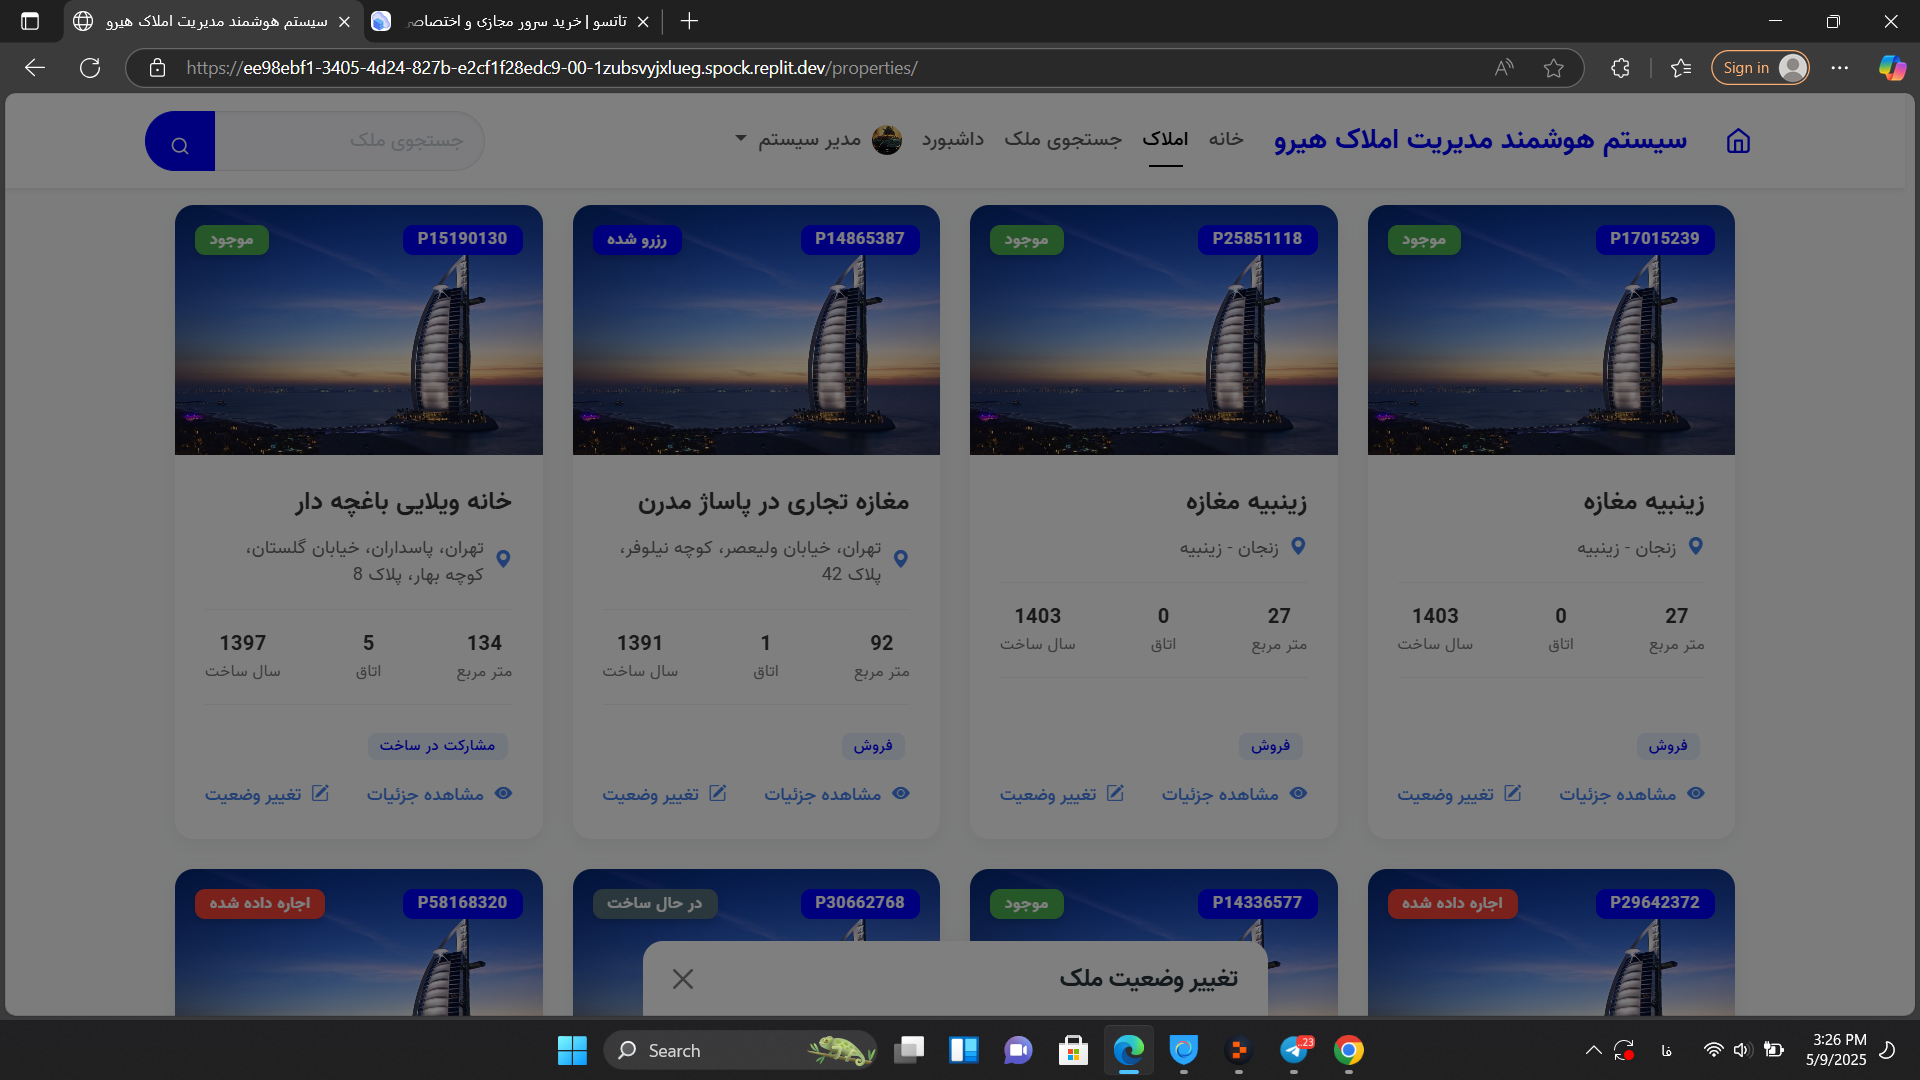 سیستم هوشمند مدیریت املاک هیرو
تاتسو | خرید سرور مجازی و اختصاصی
https://ee98ebf1-3405-4d24-827b-e2cf1f28edc9-00-1zubsvyjxlueg.spock.replit.dev/properties/
Sign in
سیستم هوشمند مدیریت املاک هیرو
خانه
املاک
جستجوی ملک
داشبورد
مدیر سیستم
جستجوی ملک
P17015239
موجود
زینبیه مغازه
زنجان - زینبیه
27
0
1403
متر مربع
اتاق
سال ساخت
فروش
مشاهده جزئیات
تغییر وضعیت
P25851118
موجود
زینبیه مغازه
زنجان - زینبیه
27
0
1403
متر مربع
اتاق
سال ساخت
فروش
مشاهده جزئیات
تغییر وضعیت
P14865387
رزرو شده
مغازه تجاری در پاساژ مدرن
تهران، خیابان ولیعصر، کوچه نیلوفر،
پلاک 42
92
1
1391
متر مربع
اتاق
سال ساخت
فروش
مشاهده جزئیات
تغییر وضعیت
P15190130
موجود
خانه ویلایی باغچه دار
تهران، پاسداران، خیابان گلستان،
کوچه بهار، پلاک 8
134
5
1397
متر مربع
اتاق
سال ساخت
مشارکت در ساخت
مشاهده جزئیات
تغییر وضعیت
P29642372
اجاره داده شده
P14336577
موجود
P30662768
در حال ساخت
P58168320
اجاره داده شده
تغییر وضعیت ملک
Search
23
فا
3:26 PM
5/9/2025